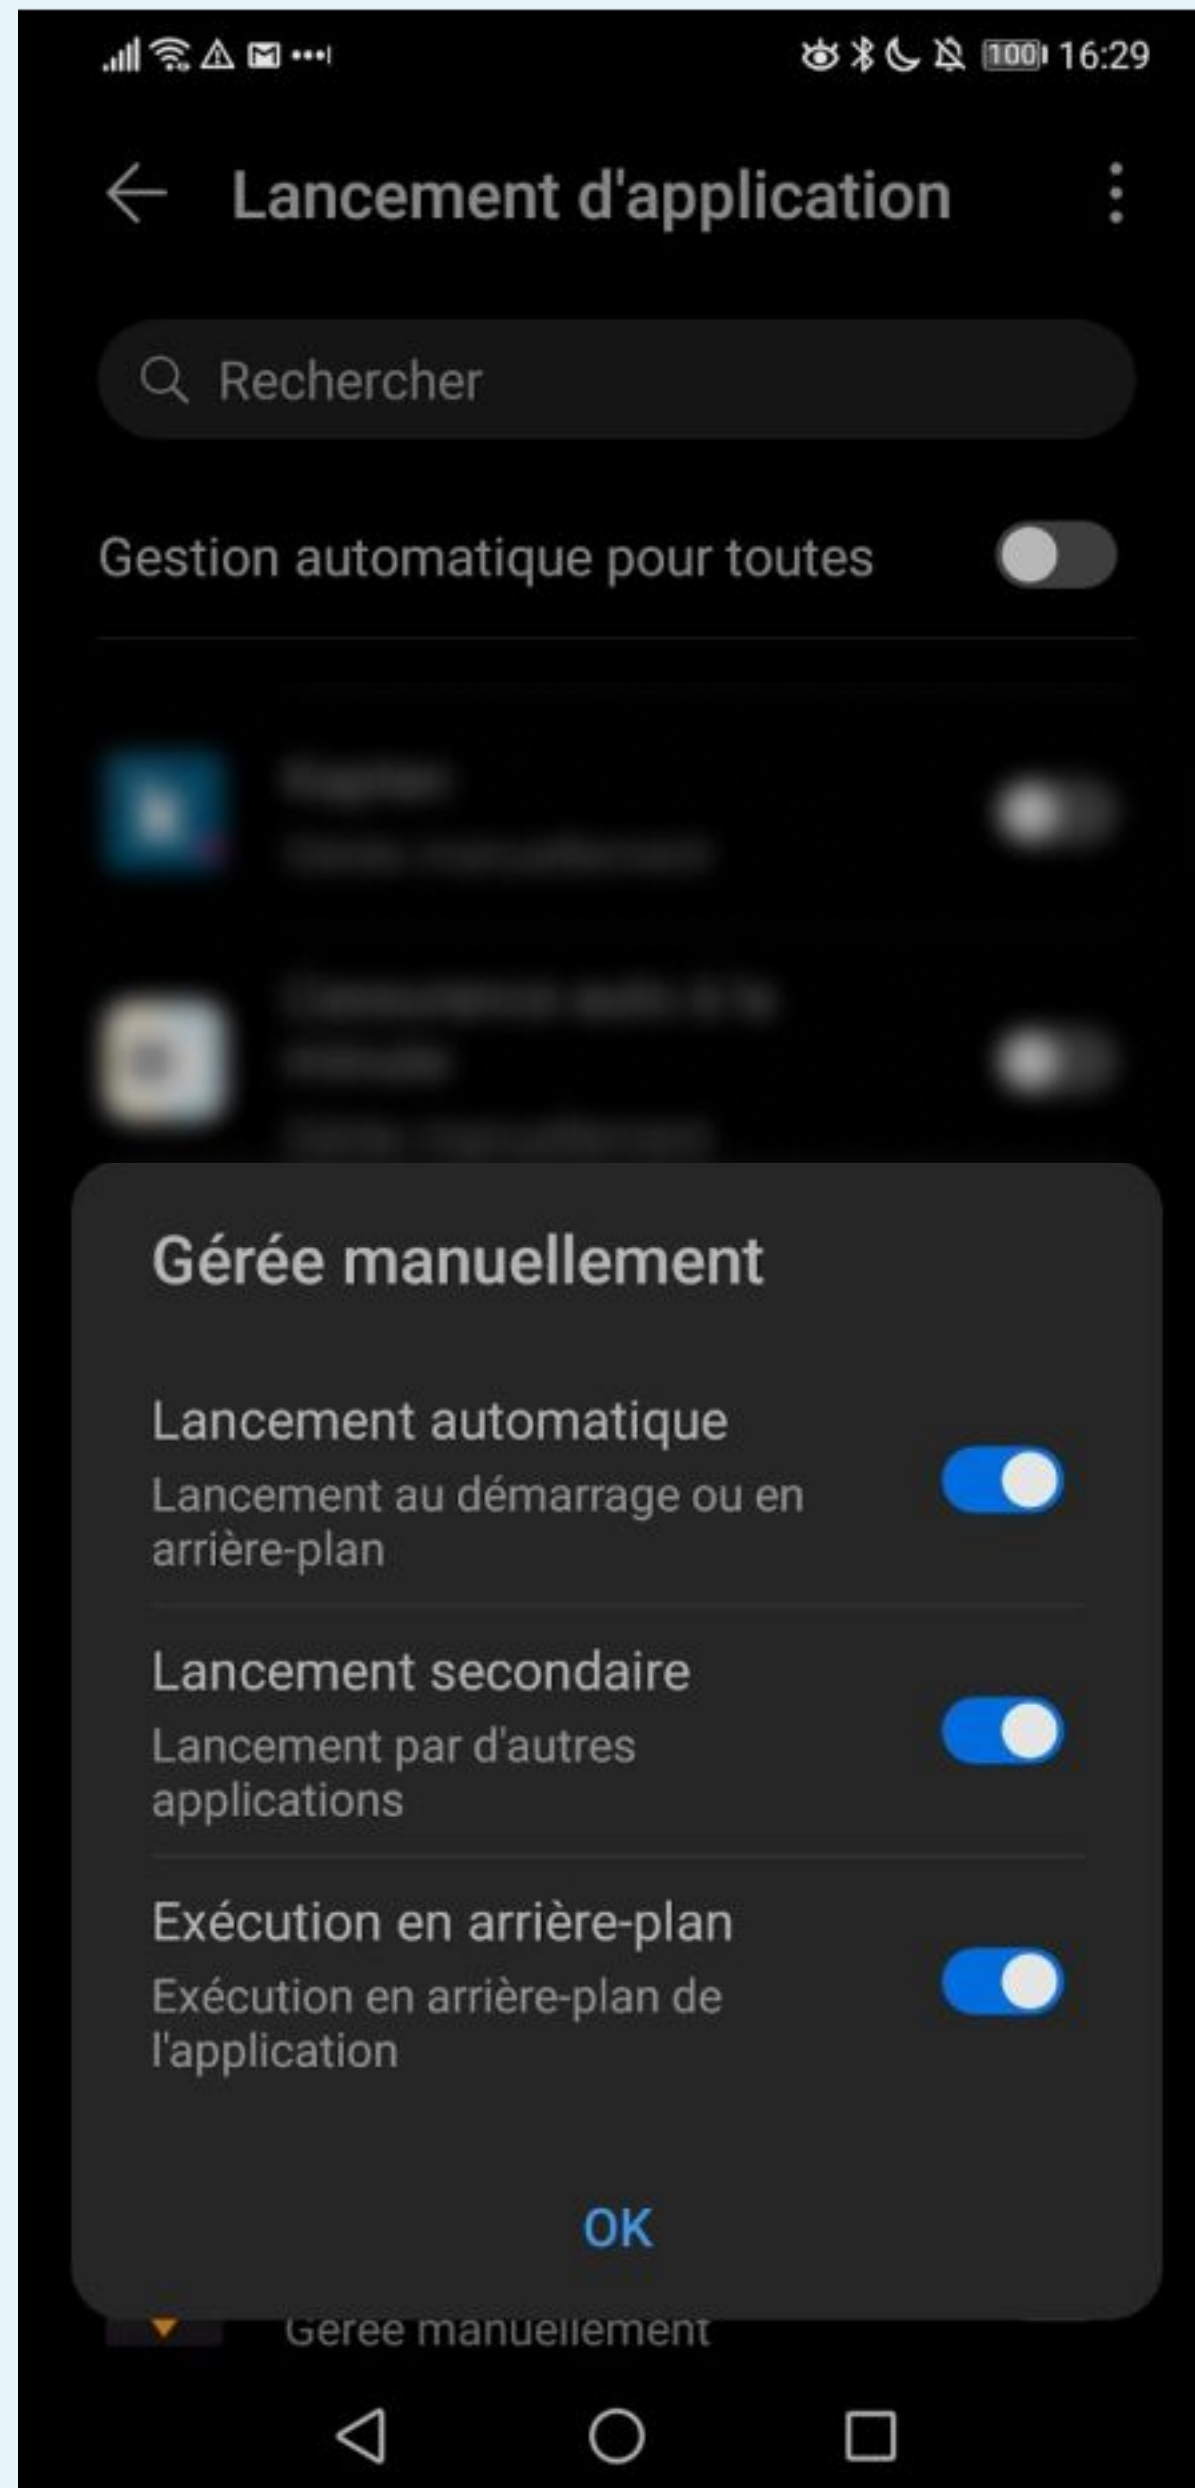 100 16:29
Lancement d'application
Rechercher
Gestion automatique pour toutes
Gérée manuellement
Lancement automatique
Lancement au démarrage ou en
arrière-plan
Lancement secondaire
Lancement par d'autres
applications
Exécution en arrière-plan
Exécution en arrière-plan de
l'application
OK
Gérée manuellement